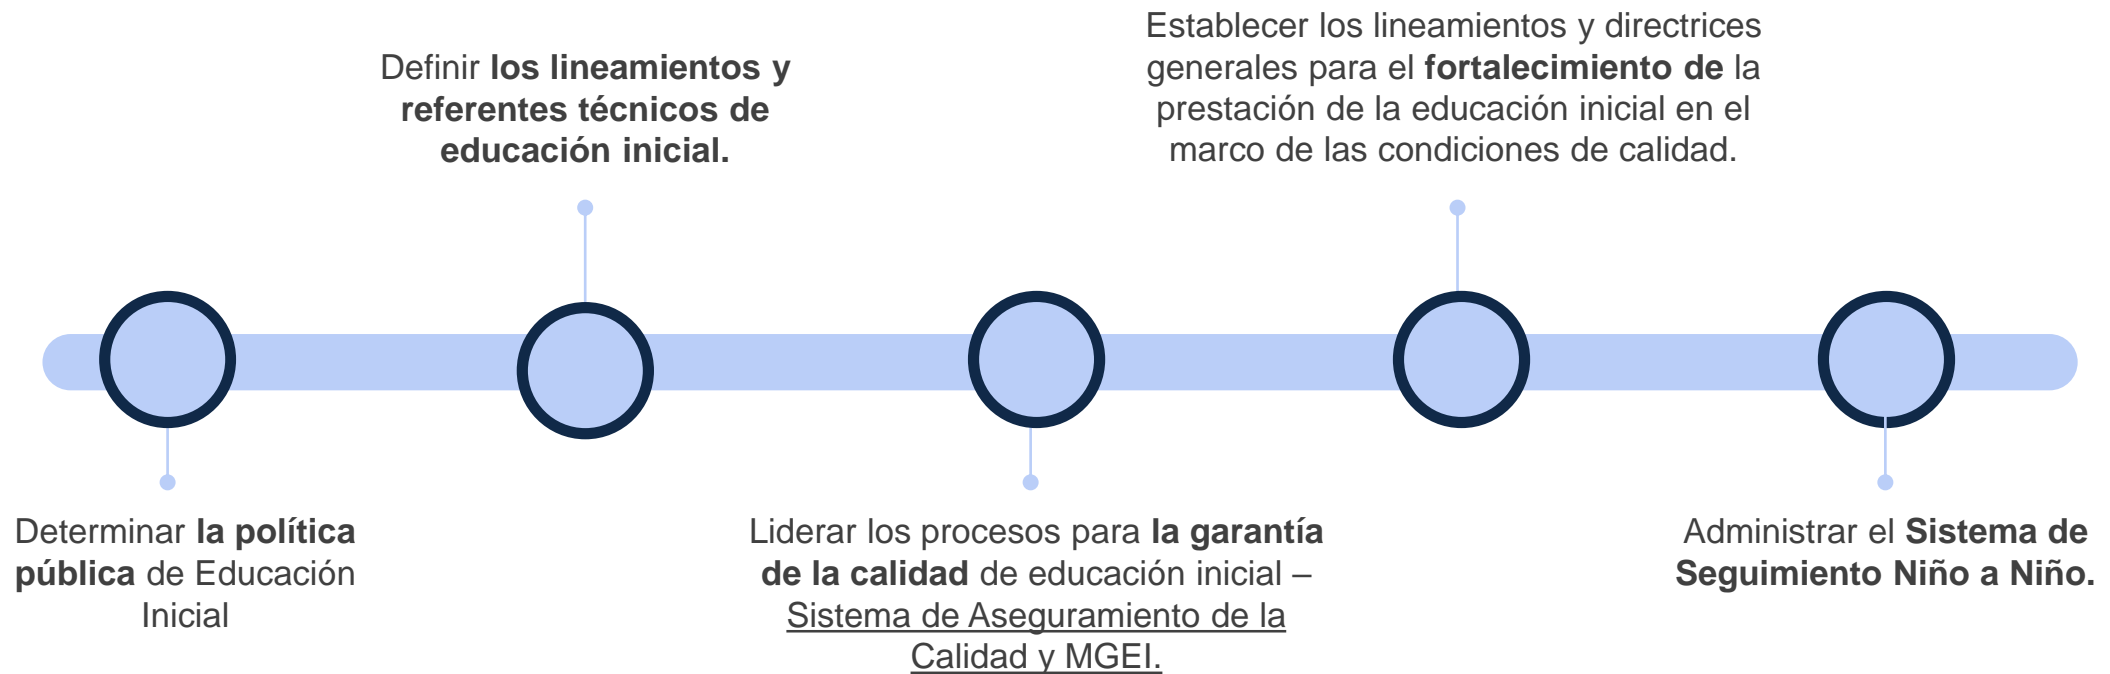 Determinar la política
pública de Educación
Inicial
Definir los lineamientos y
referentes técnicos de
educación inicial.
Liderar los procesos para la garantía
de la calidad de educación inicial –
Sistema de Aseguramiento de la
Calidad y MGEI.
Establecer los lineamientos y directrices
generales para el fortalecimiento de la
prestación de la educación inicial en el
marco de las condiciones de calidad.
Administrar el Sistema de
Seguimiento Niño a Niño.